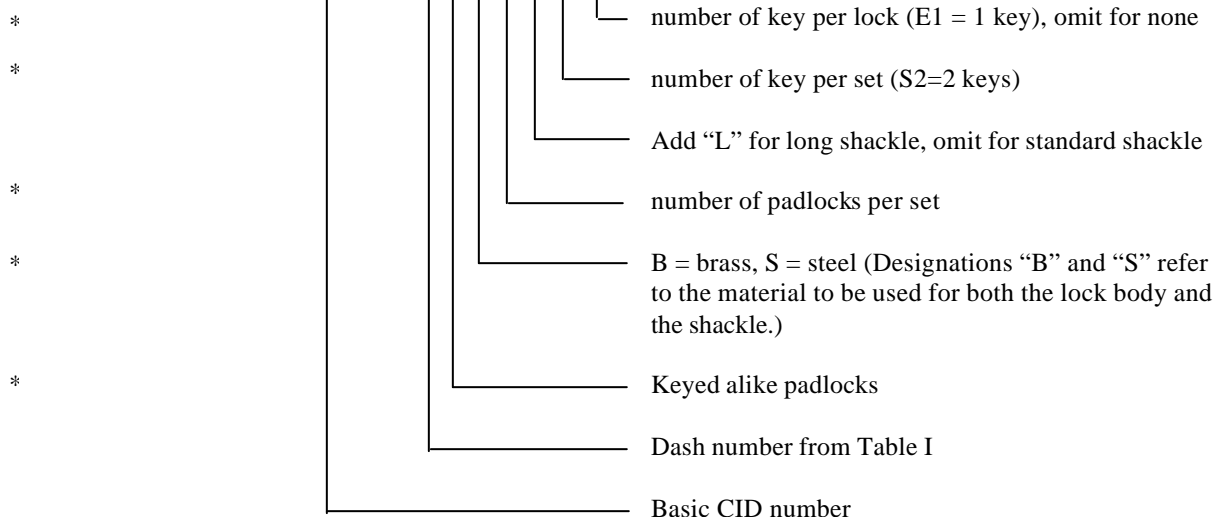 * number of key per lock (E1 = 1 key), omit for none
* number of key per set (S2=2 keys)
Add “L” for long shackle, omit for standard shackle
* number of padlocks per set
* B = brass, S = steel (Designations “B” and “S” refer
to the material to be used for both the lock body and
the shackle.)
* Keyed alike padlocks
Dash number from Table I
Basic CID number